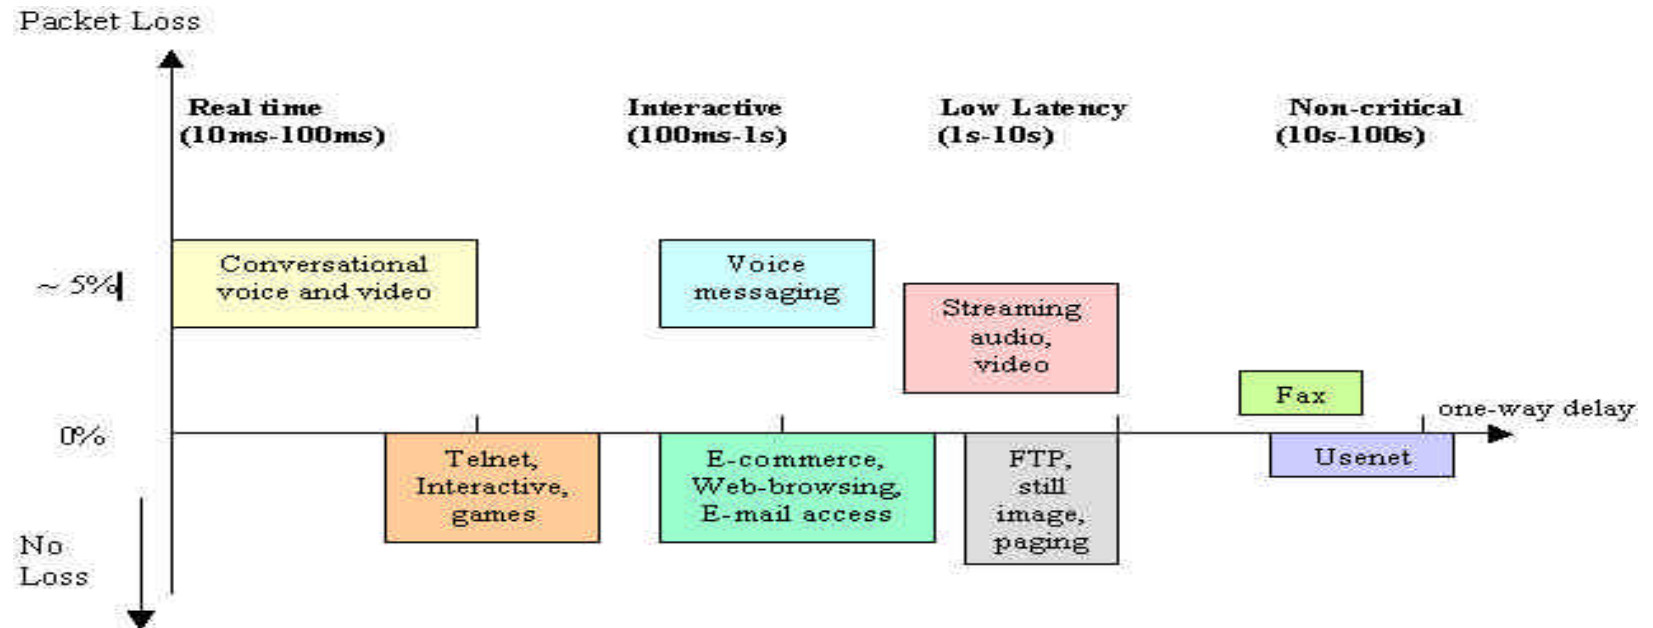 Packet Loss
Real time
(10ms-100ms)
Interactive
(100ms-1s)
Low Latency
(1s-10s)
Non-critical
(10s-100s)
~ 5%
Conversational
voice and video
Voice
messaging
Streaming
audio,
video
Fax
one-way delay
0%
Telnet,
Interactive,
games
E-commerce,
Web-browsing,
E-mail access
FTP,
still
image,
paging
Usenet
No
Loss